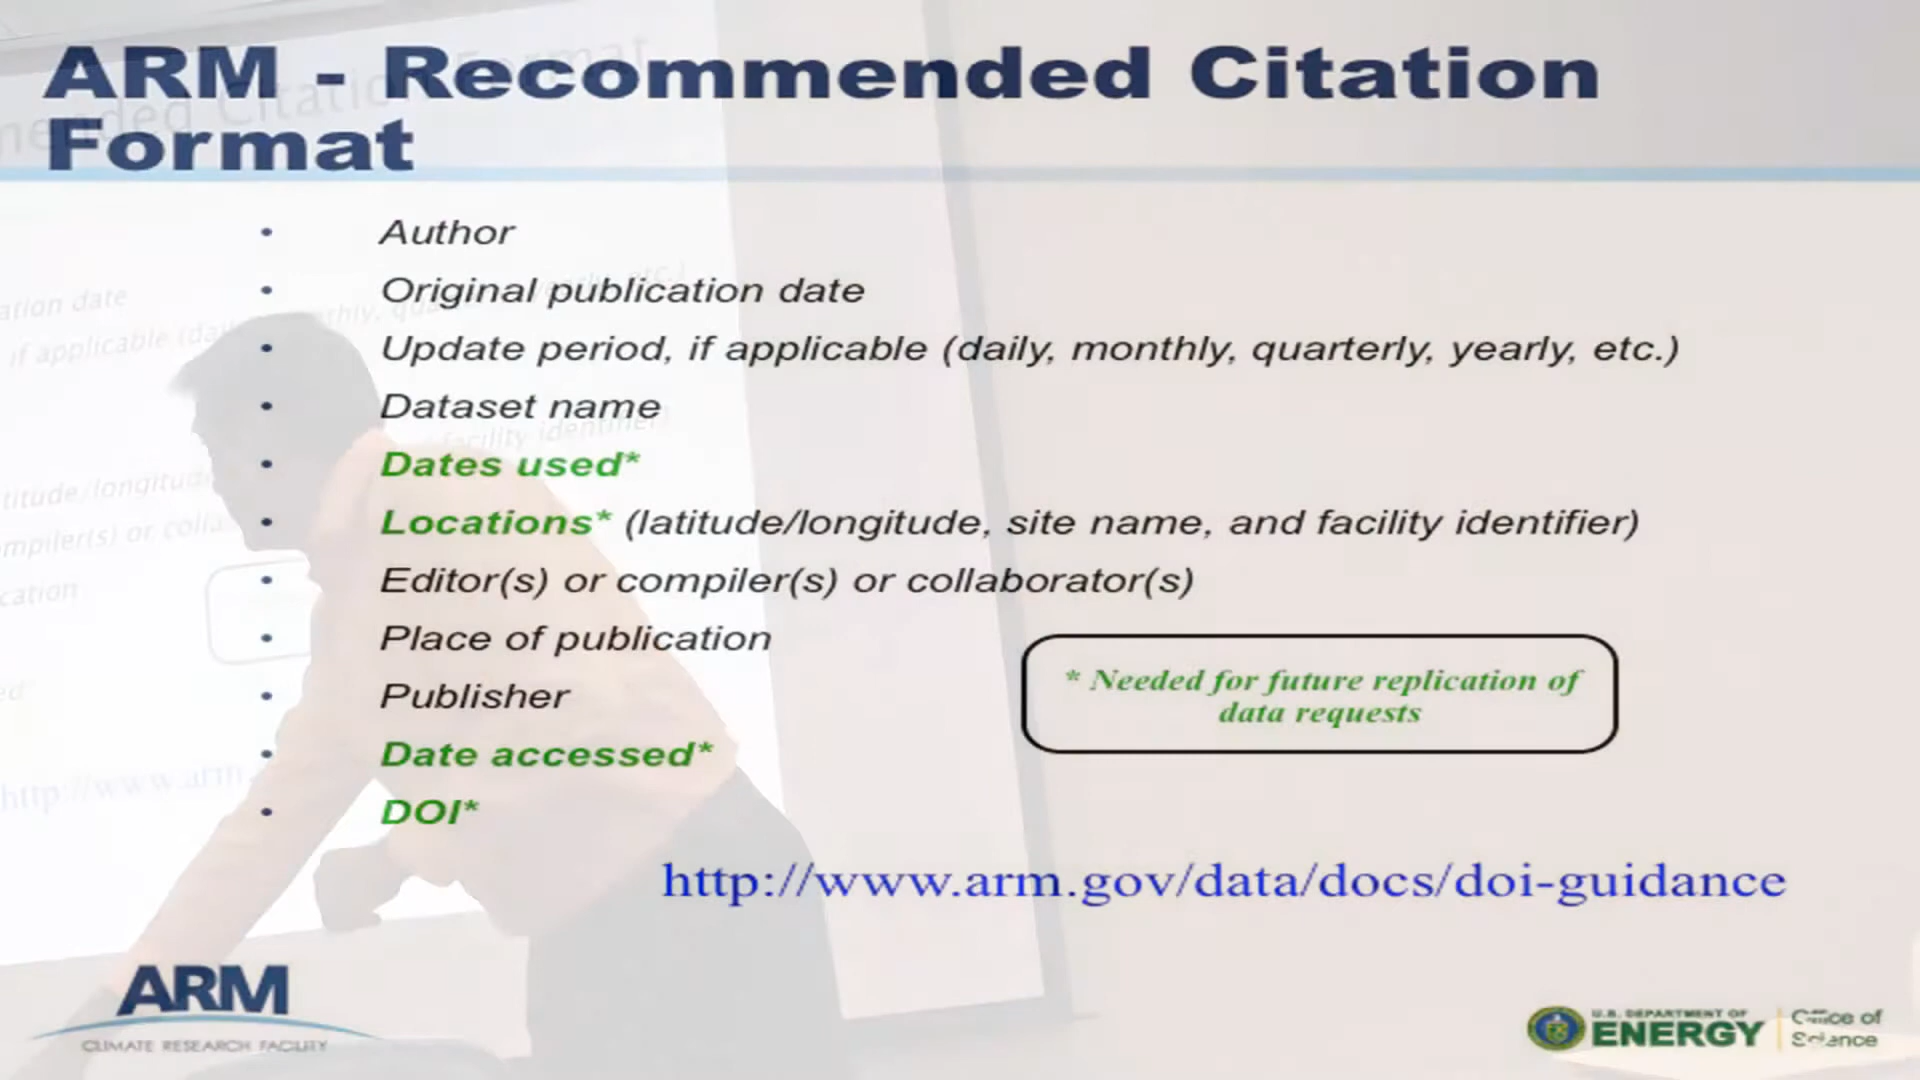 ARM - Recommended Citation
Format
• Author
• Original publication date
• Update period, if applicable (daily, monthly, quarterly, yearly, etc.)
• Dataset name
• Dates used*
• Locations* (latitude/longitude, site name, and facility identifier)
• Editor(s) or compiler(s) or collaborator(s)
• Place of publication
• Publisher
* Needed for future replication of
data requests
• Date accessed*
• DOI*
http://www.arm.gov/data/docs/doi-guidance
ARM
CLIMATE RESEARCH FACILITY
U.S. DEPARTMENT OF
ENERGY
Office of
Science